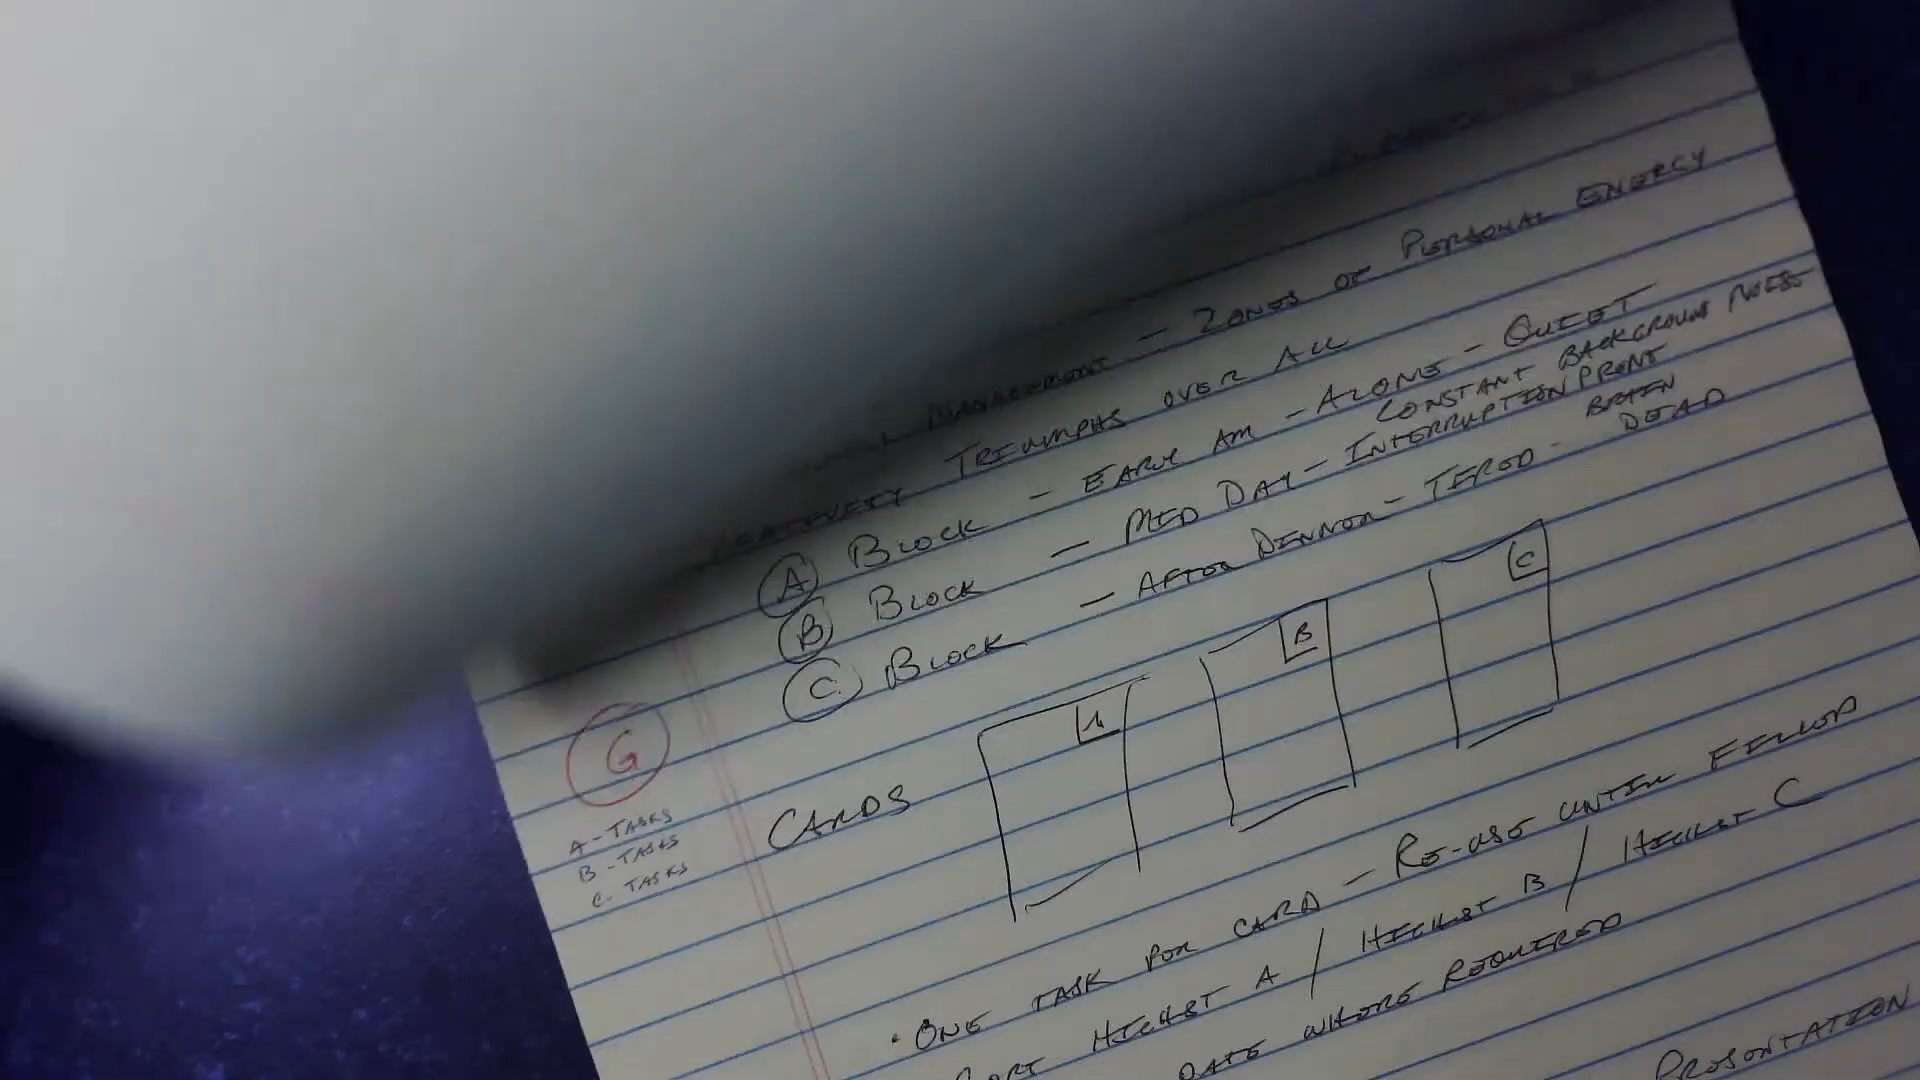 MANAGEMENT - ZONES OF PERSONAL ENERGY
TRIUMPHS OVER ALL
A BLOCK - EARLY AM - ALONE - QUIET
CONSTANT BACKGROUND NOISE
B BLOCK - MID DAY - INTERRUPTION PRONE
C BLOCK - AFTER DINNER - TIRED - BRAIN DEAD
G
A - TASKS
B - TASKS
C - TASKS
CARDS
A
B
C
• ONE TASK PER CARD - RE-USE UNTIL FILLED
SORT HIGHEST A / HIGHEST B / HIGHEST C
DATE WHERE REQUIRED
PRESENTATION